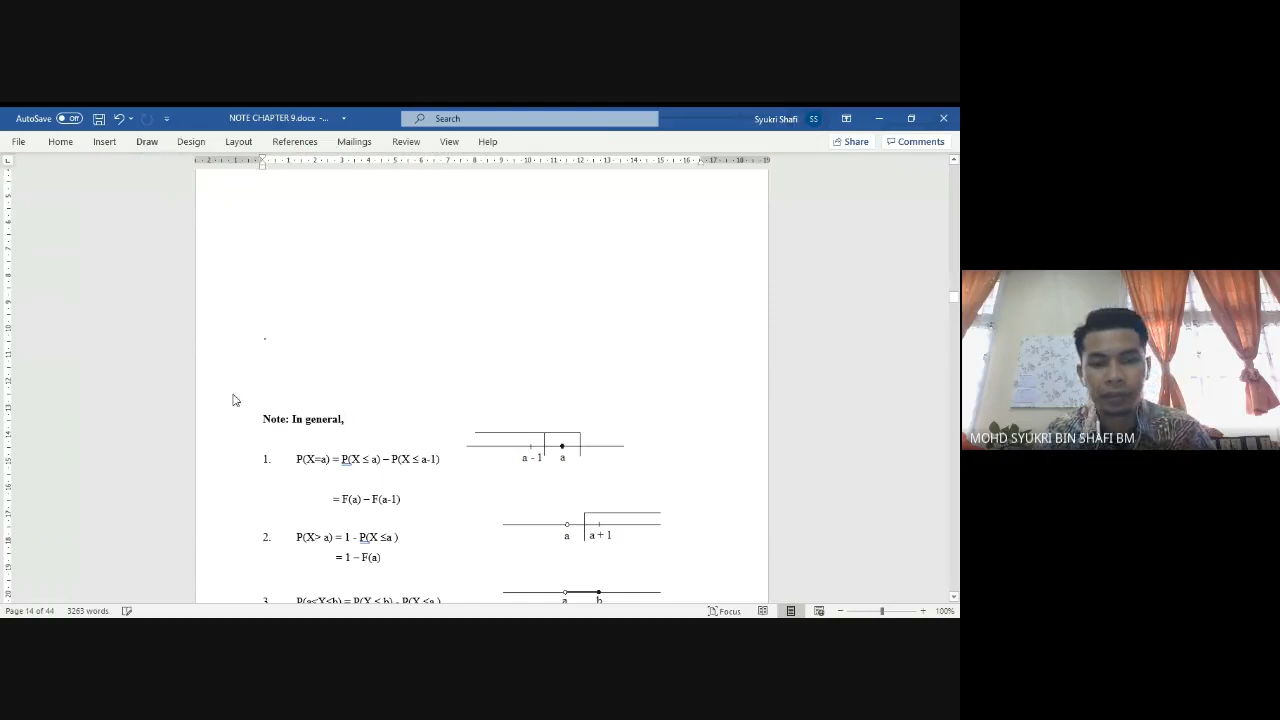 AutoSave Off NOTE CHAPTER 9.docx -... Search Syukri Shafi SS
File Home Insert Draw Design Layout References Mailings Review View Help Share Comments
Note: In general,
a - 1 a
1. P(X=a) = P(X ≤ a) – P(X ≤ a-1)
= F(a) – F(a-1)
a a + 1
2. P(X> a) = 1 - P(X ≤a )
= 1 – F(a)
3. P(a<X≤b) = P(X ≤ b) - P(X ≤a )
a b
MOHD SYUKRI BIN SHAFI BM
Page 14 of 44 3263 words Focus 100%